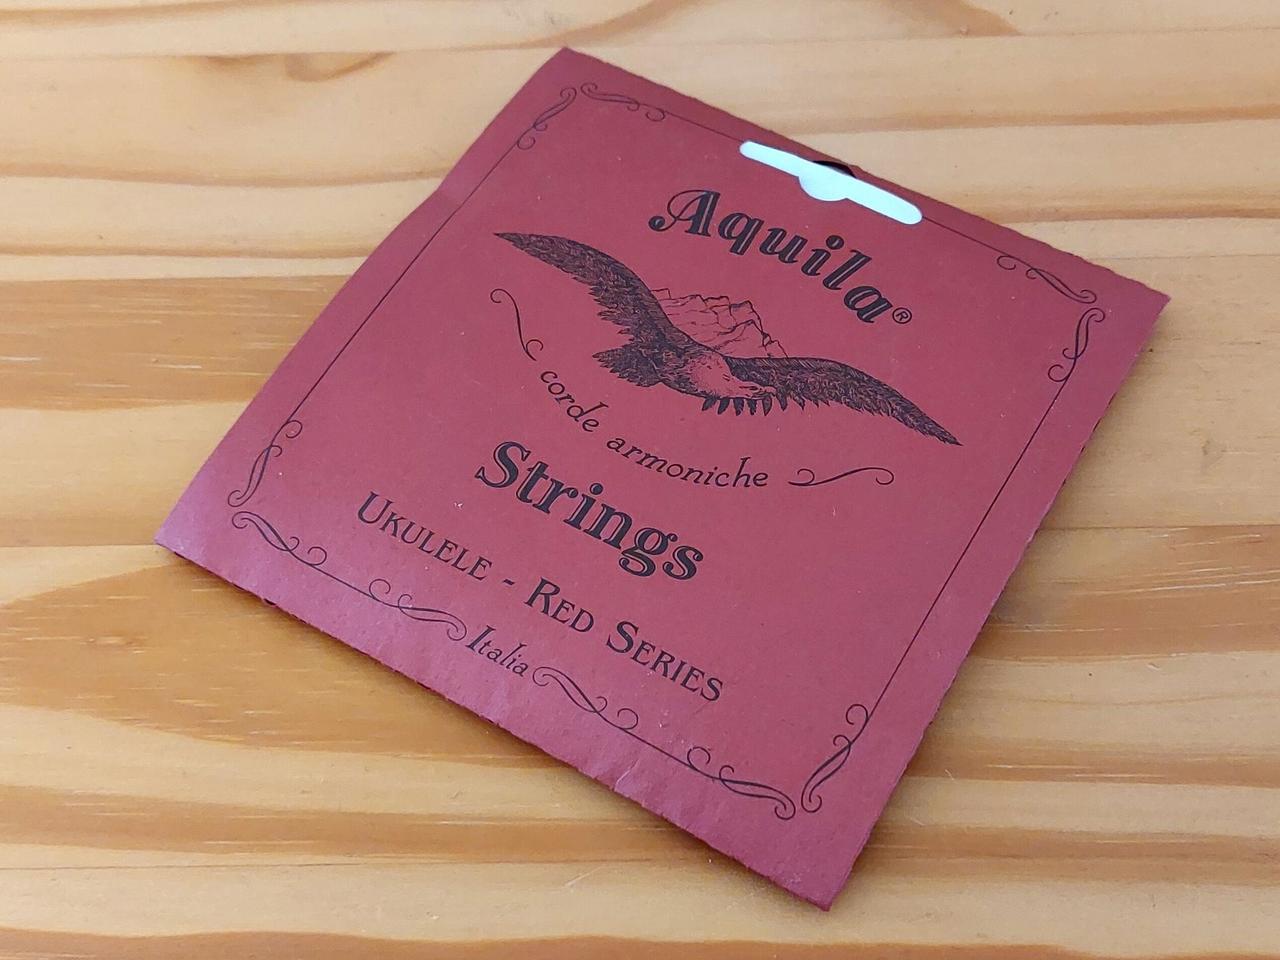 Aquila®
corde armoniche
Strings
UKULELE - RED SERIES
Italia